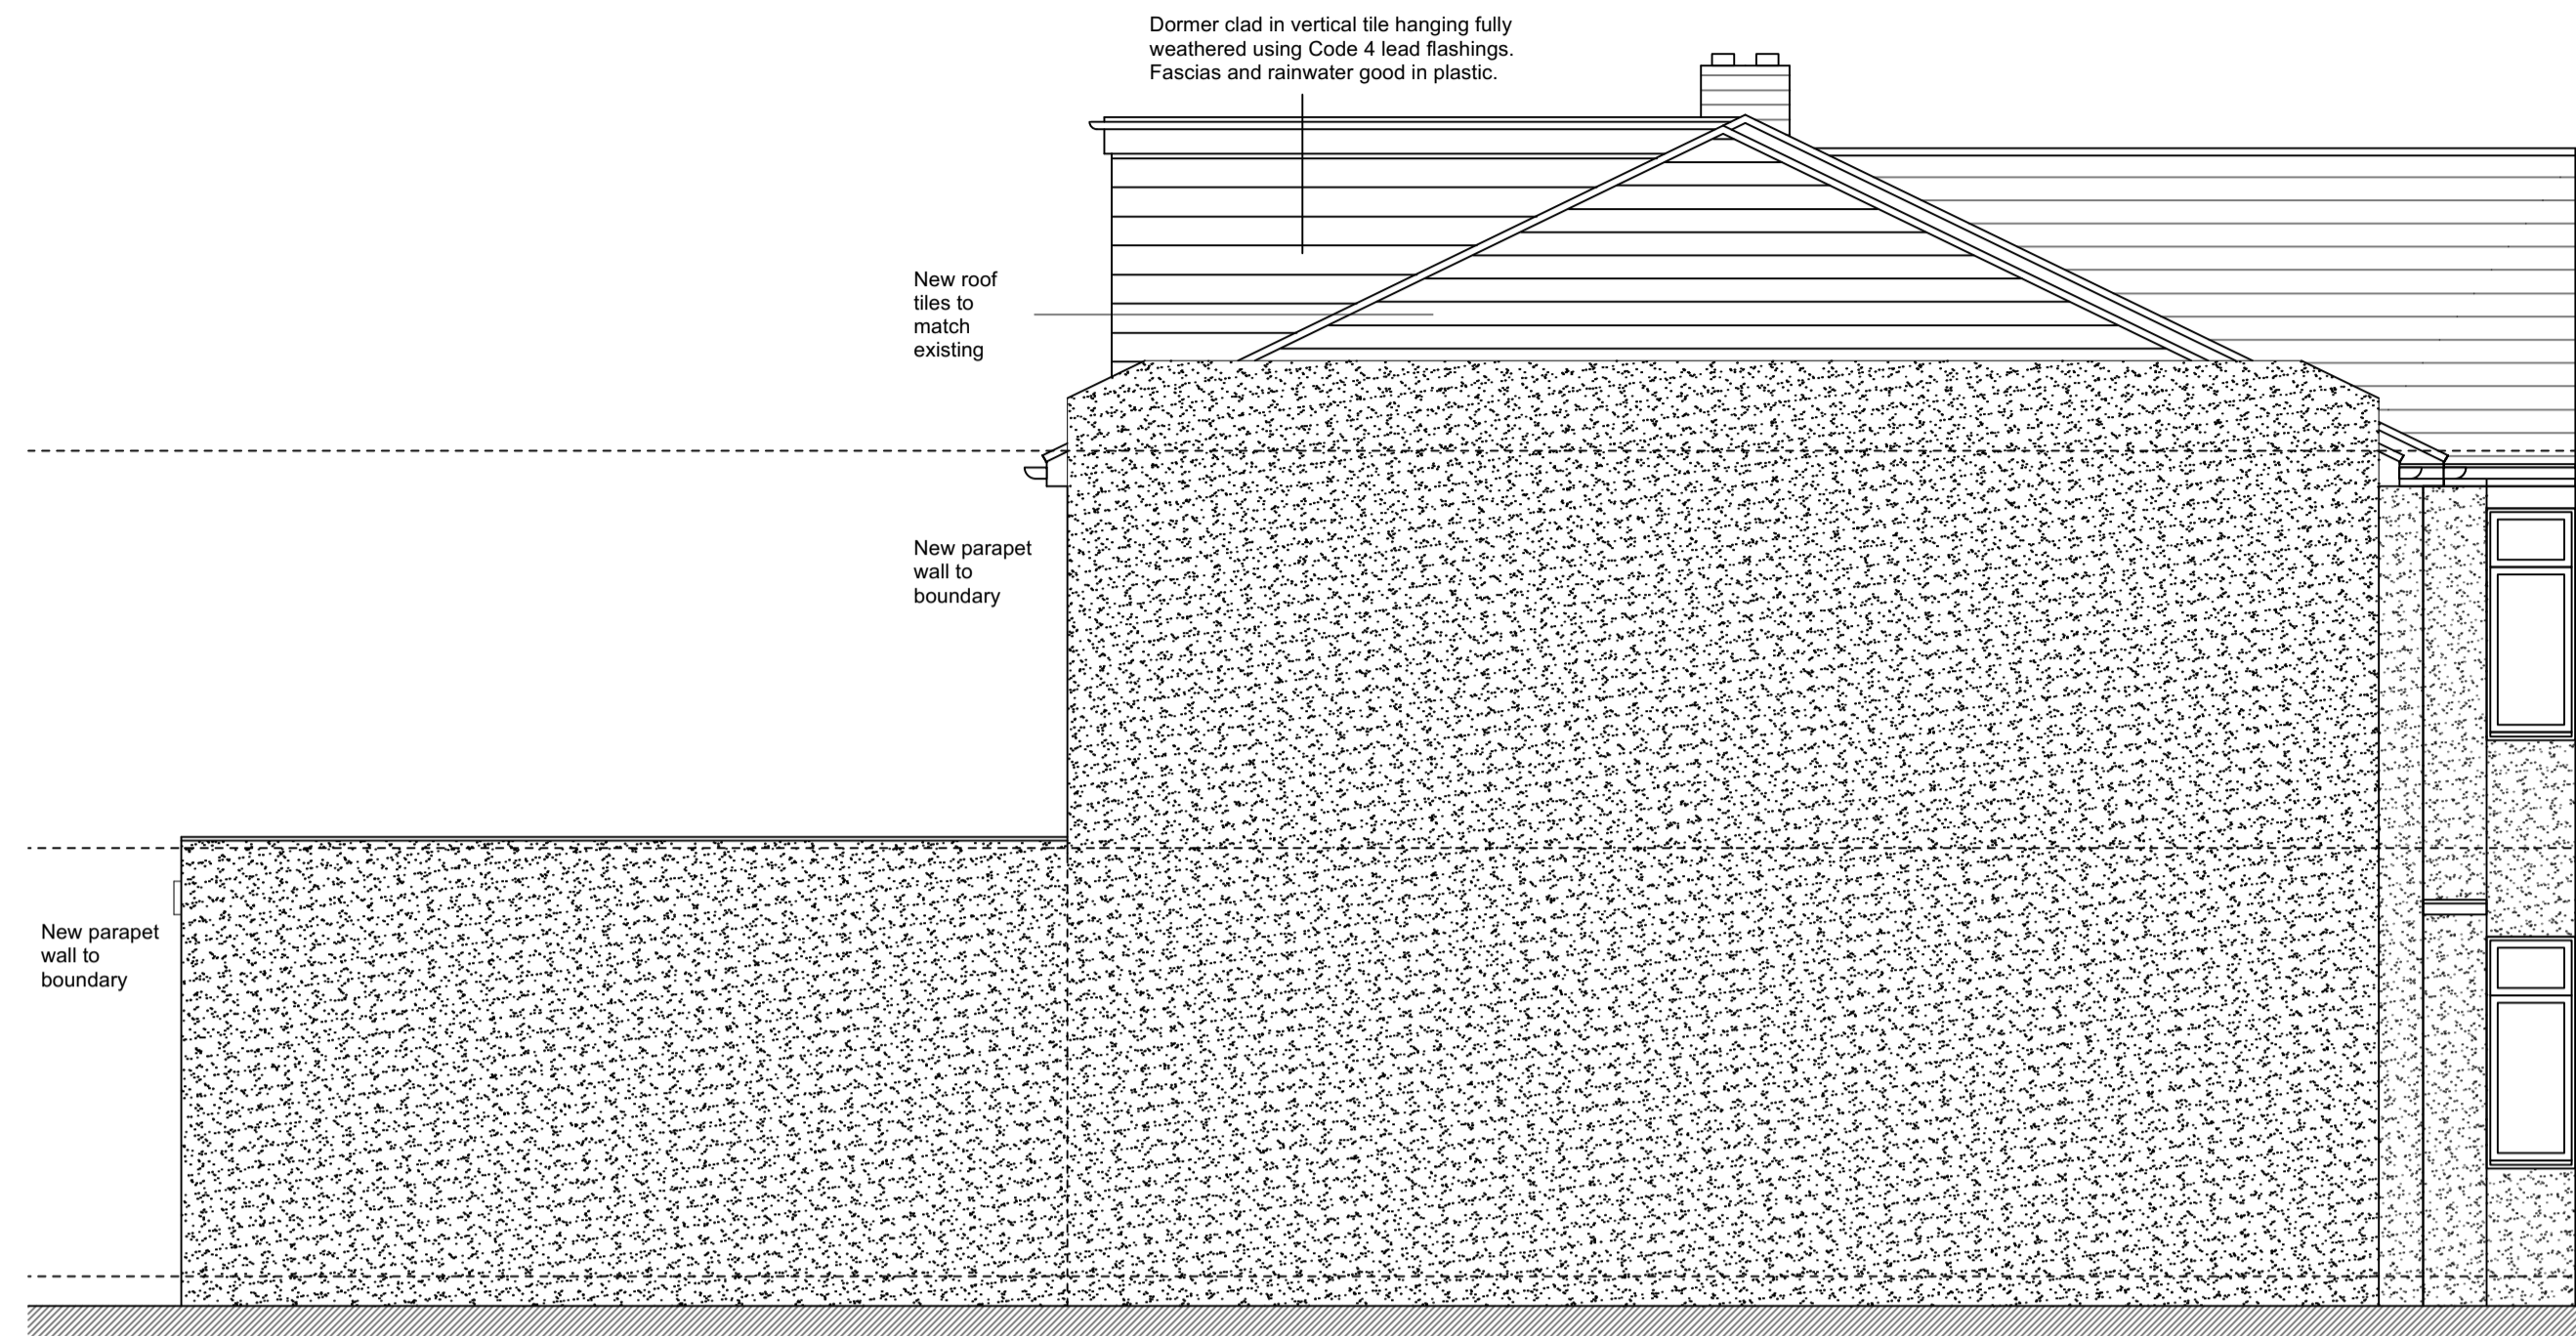 Dormer clad in vertical tile hanging fully
weathered using Code 4 lead flashings.
Fascias and rainwater good in plastic.
New roof
tiles to
match
existing
New parapet
wall to
boundary
New parapet
wall to
boundary